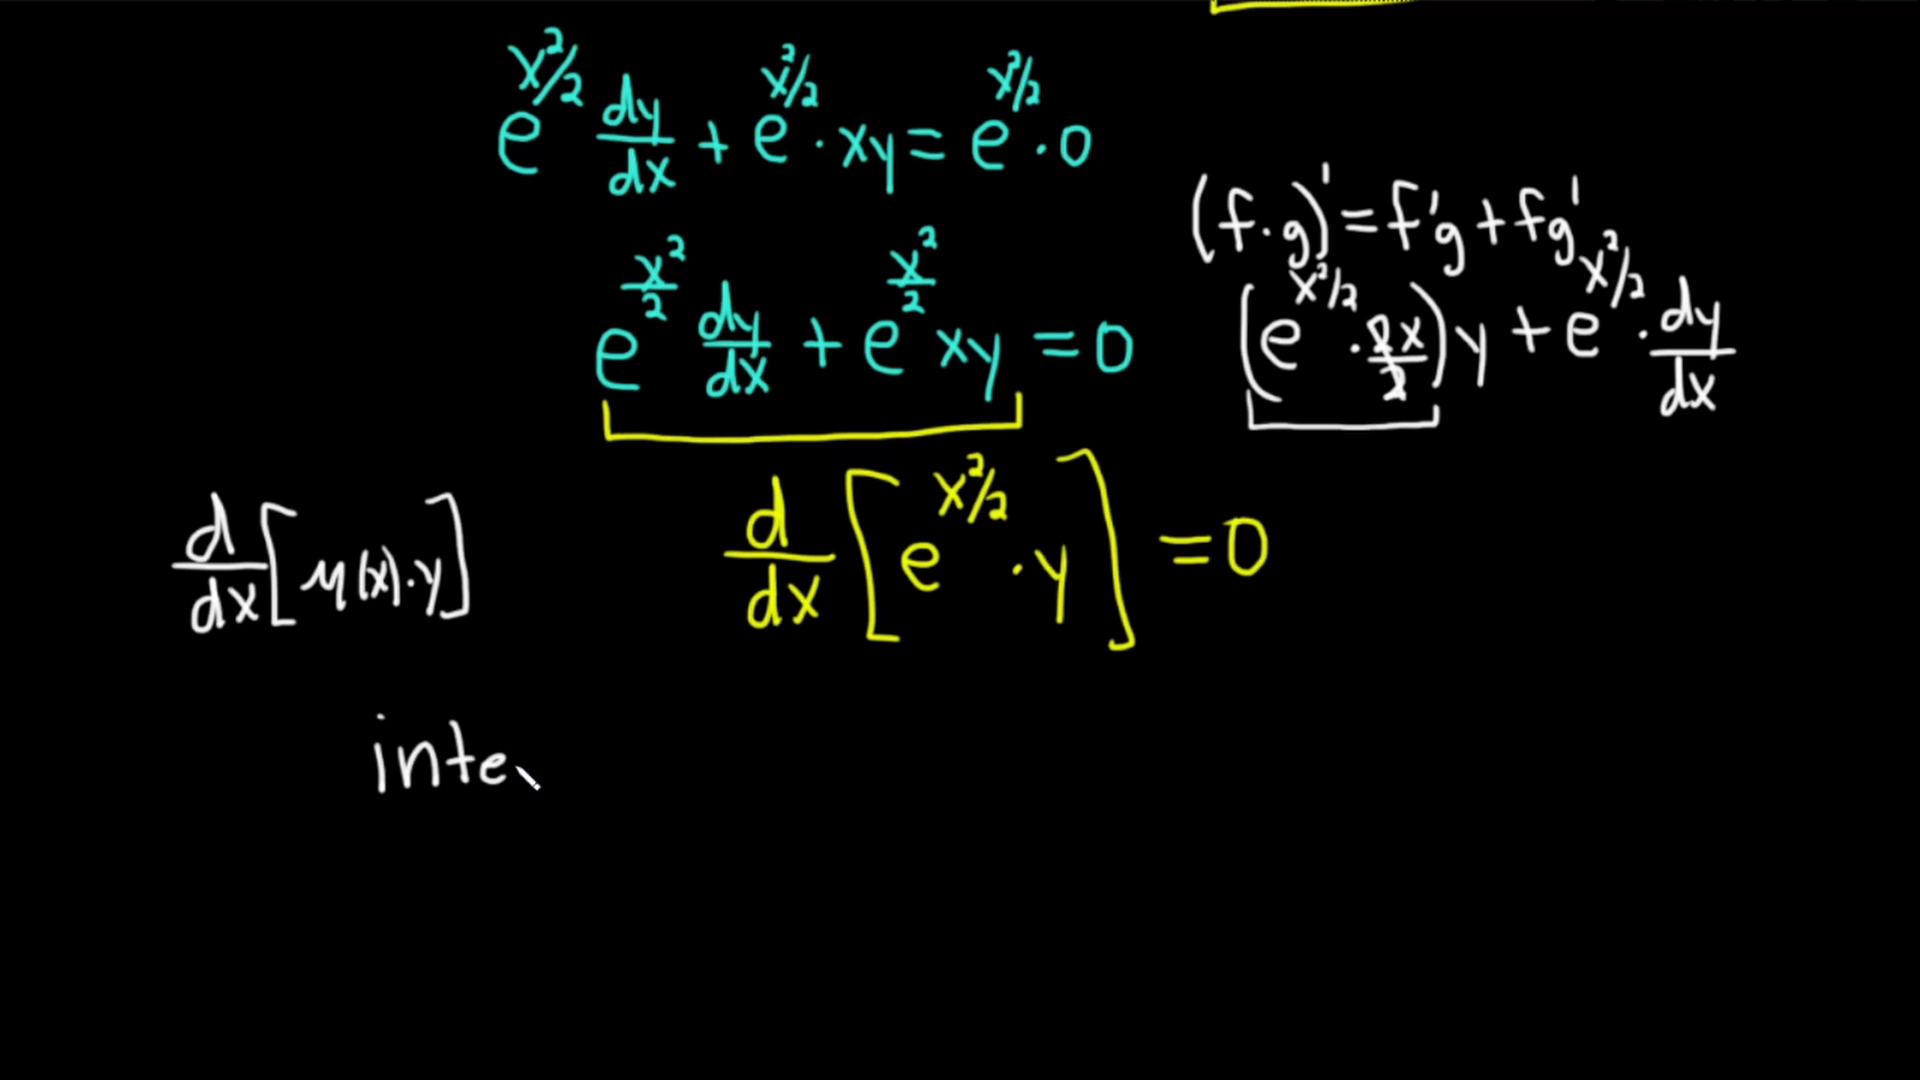 e^{x²/2} dy/dx + e^{x²/2} · xy = e^{x²/2} · 0
(f·g)' = f'g + fg'
e^{x²/2} dy/dx + e^{x²/2} xy = 0
(e^{x²/2} · 2x/2)y + e^{x²/2} · dy/dx
d/dx [μ(x)·y]
d/dx [e^{x²/2} · y] = 0
inte